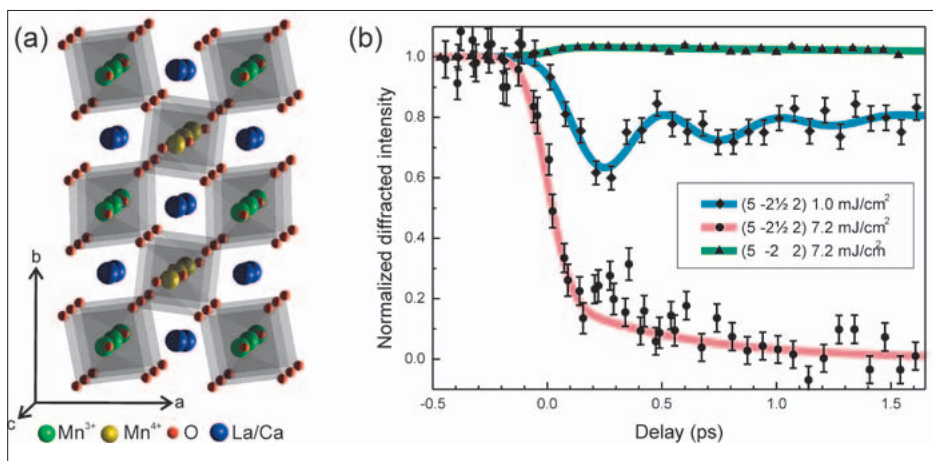 (a)
b
c
a
Mn³⁺ Mn⁴⁺ O La/Ca
(b)
Normalized diffracted intensity
1.0
0.8
0.6
0.4
0.2
0.0
(5 -2½ 2) 1.0 mJ/cm²
(5 -2½ 2) 7.2 mJ/cm²
(5 -2 2) 7.2 mJ/cm²
-0.5 0.0 0.5 1.0 1.5
Delay (ps)